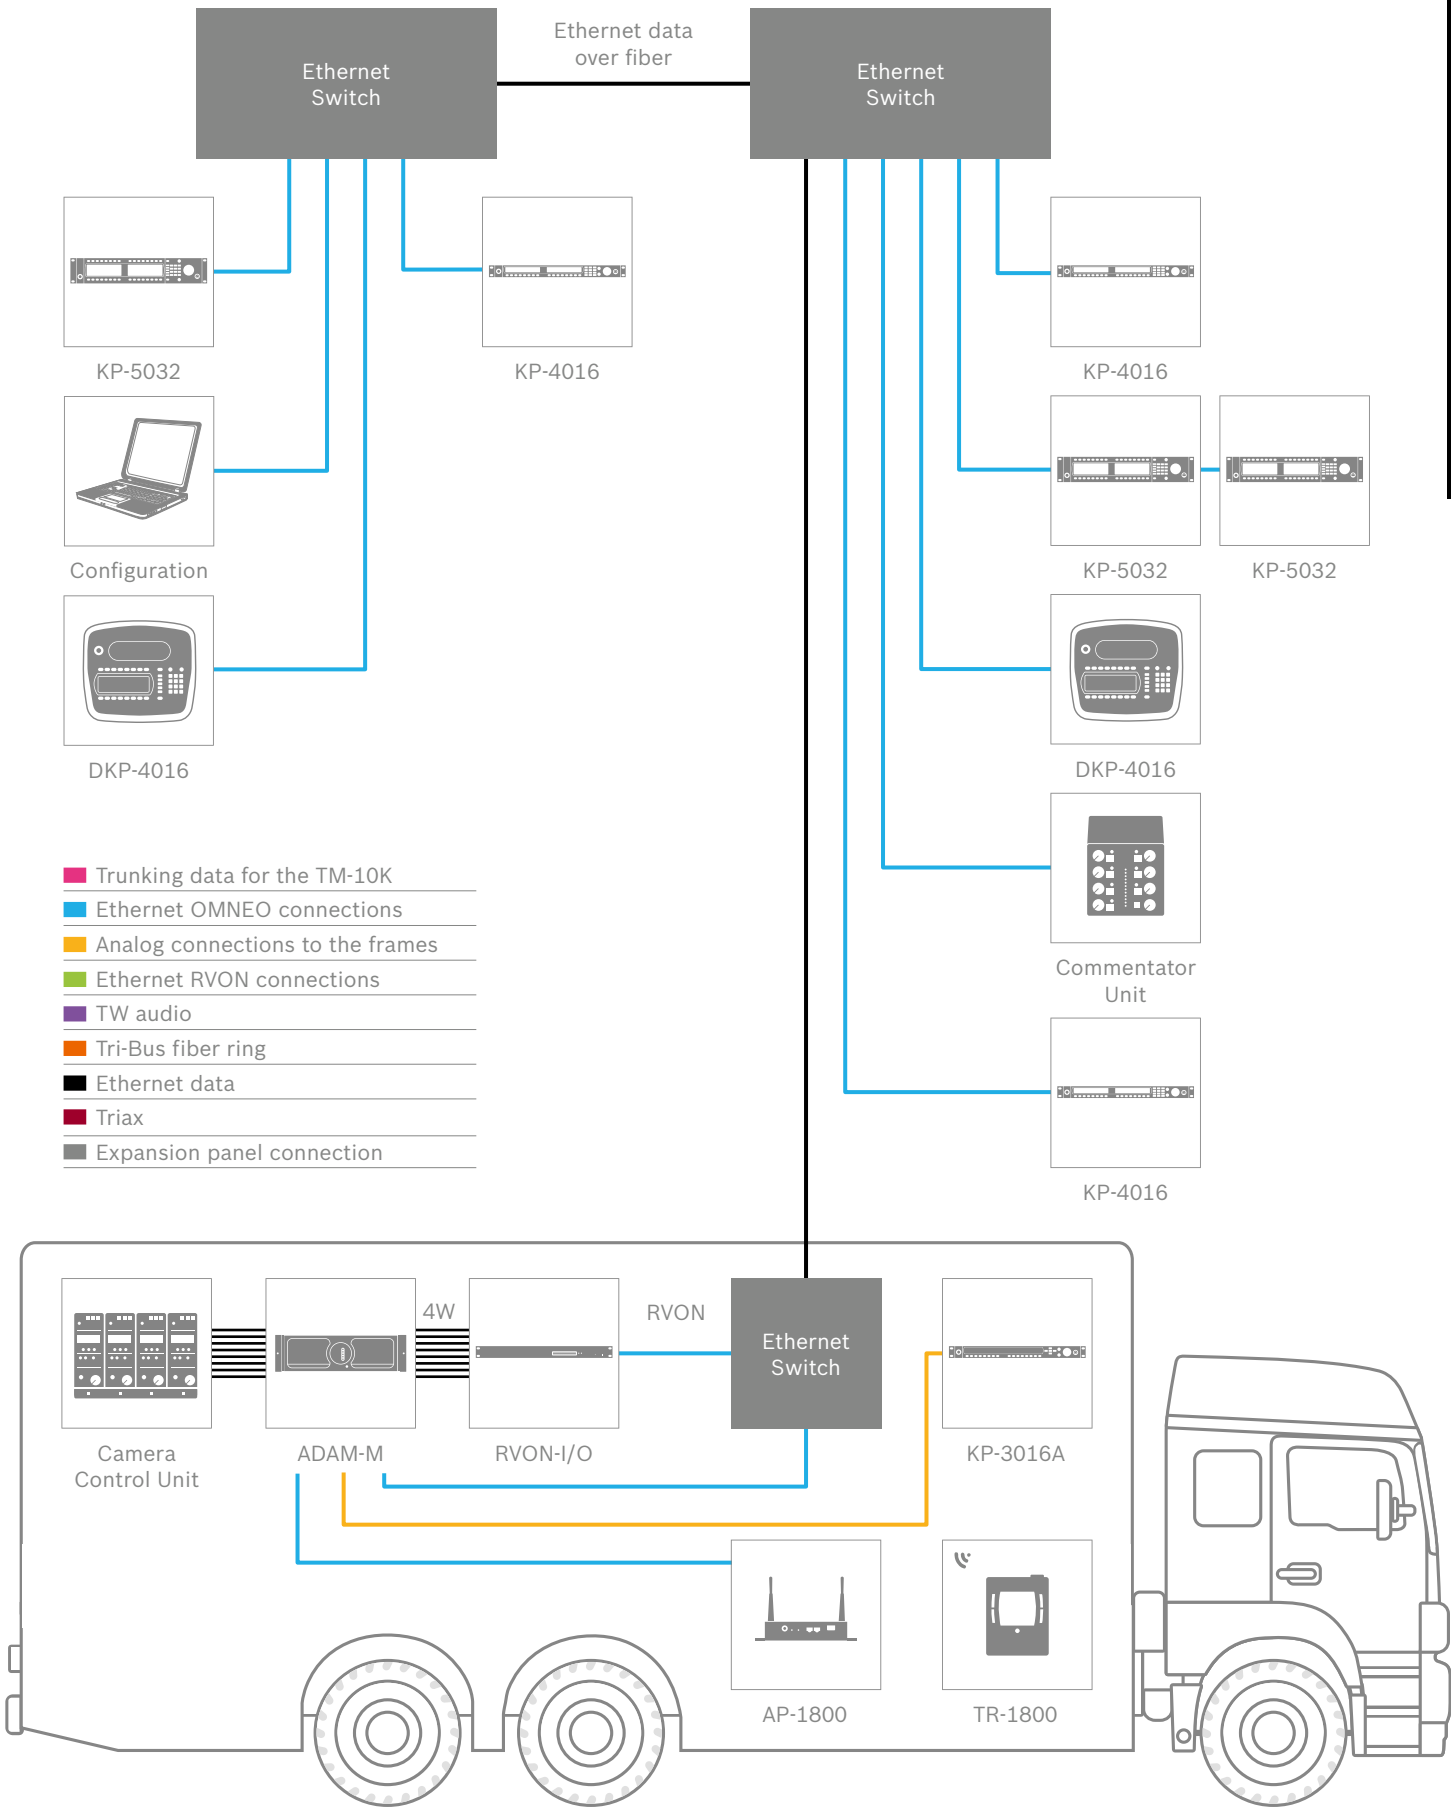 Ethernet
Switch
Ethernet data
over fiber
Ethernet
Switch
KP-5032
KP-4016
KP-4016
Configuration
KP-5032
KP-5032
DKP-4016
DKP-4016
Trunking data for the TM-10K
Ethernet OMNEO connections
Analog connections to the frames
Ethernet RVON connections
TW audio
Tri-Bus fiber ring
Ethernet data
Triax
Expansion panel connection
Commentator
Unit
KP-4016
4W
RVON
Ethernet
Switch
Camera
Control Unit
ADAM-M
RVON-I/O
KP-3016A
AP-1800
TR-1800